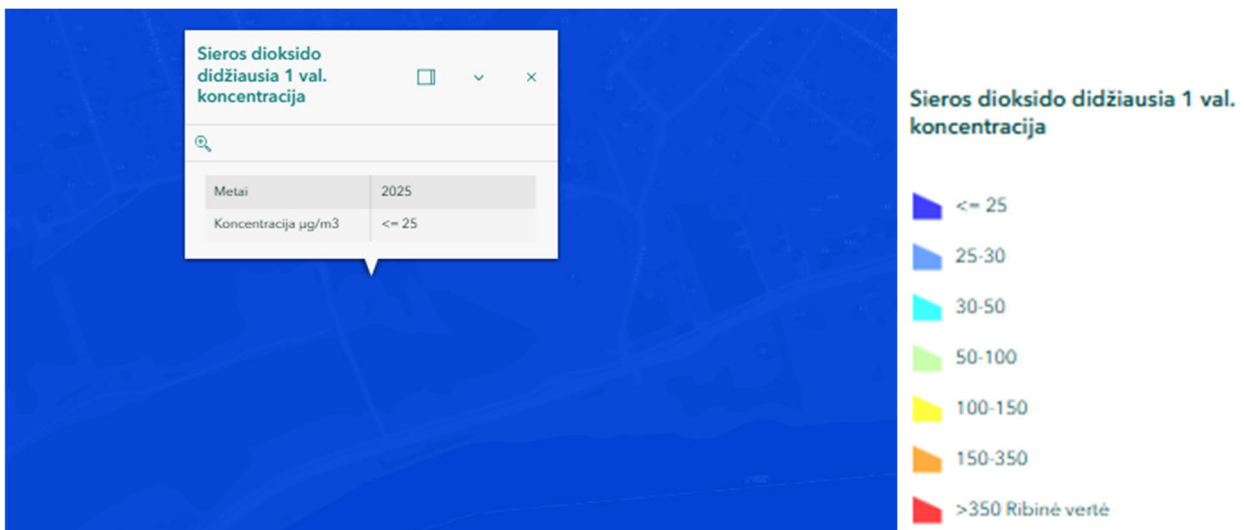 Sieros dioksido
didžiausia 1 val.
koncentracija
Metai 2025
Koncentracija µg/m3 <= 25
Sieros dioksido didžiausia 1 val.
koncentracija
<= 25
25-30
30-50
50-100
100-150
150-350
>350 Ribinė vertė